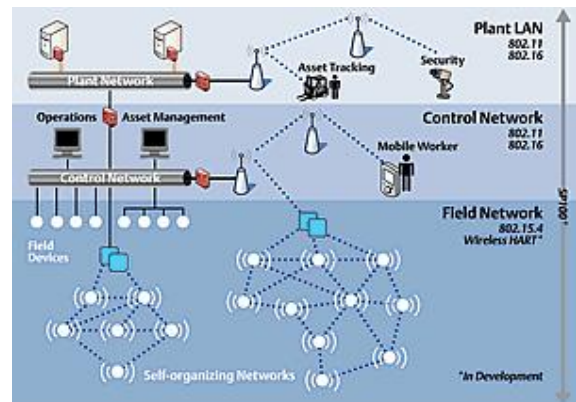 Plant LAN
802.11
802.16
Security
Asset Tracking
Plant Network
Operations
Asset Management
Control Network
802.11
802.16
Mobile Worker
Control Network
SP100*
Field Network
802.15.4
Wireless HART*
Field
Devices
Self-organizing Networks
*In Development